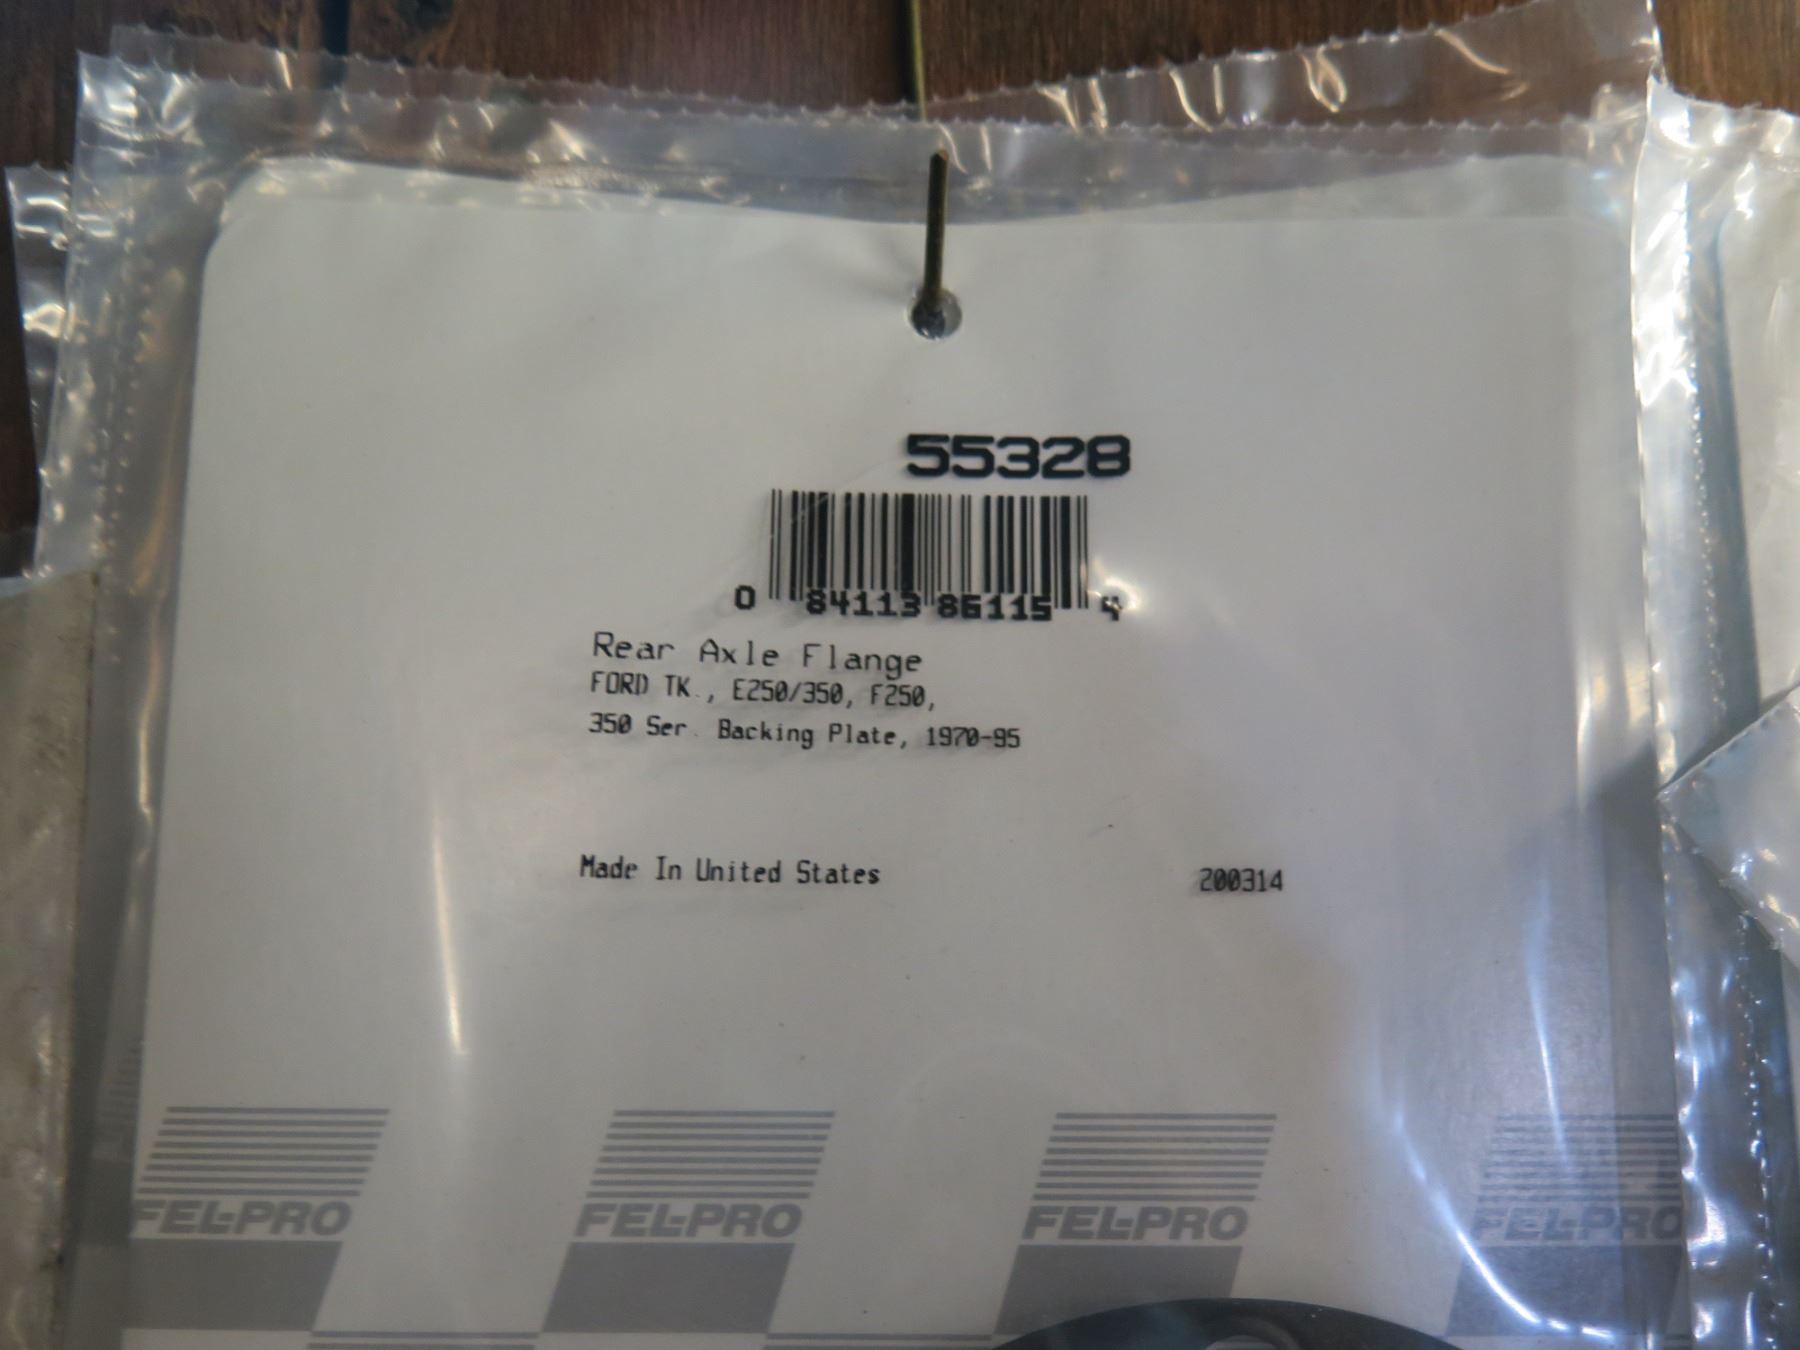 55328
0 84113 86115 4
Rear Axle Flange
FORD TK., E250/350, F250,
350 Ser. Backing Plate, 1970-95
Made In United States 200314
FEL-PRO FEL-PRO FEL-PRO FEL-PRO